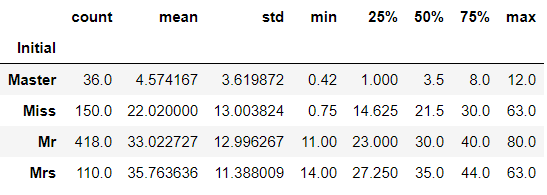 count mean std min 25% 50% 75% max
Initial
Master 36.0 4.574167 3.619872 0.42 1.000 3.5 8.0 12.0
Miss 150.0 22.020000 13.003824 0.75 14.625 21.5 30.0 63.0
Mr 418.0 33.022727 12.996267 11.00 23.000 30.0 40.0 80.0
Mrs 110.0 35.763636 11.388009 14.00 27.250 35.0 44.0 63.0